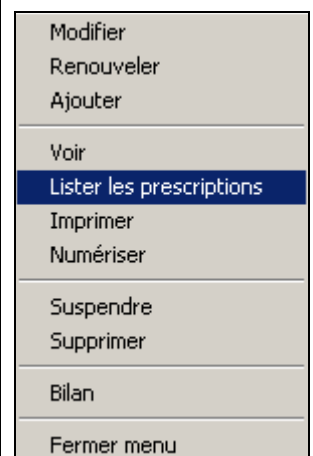 Modifier
Renouveler
Ajouter
Voir
Lister les prescriptions
Imprimer
Numériser
Suspendre
Supprimer
Bilan
Fermer menu